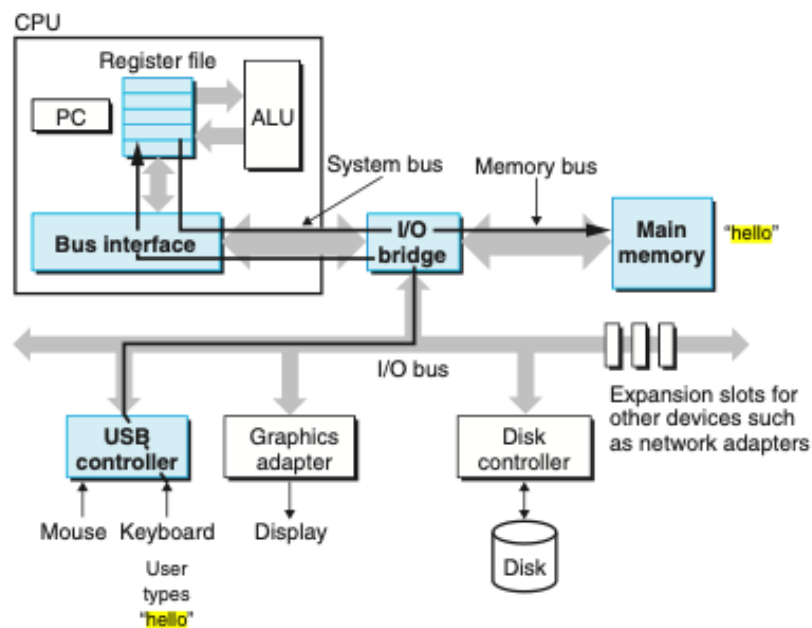 CPU
Register file
PC
ALU
System bus
Memory bus
Bus interface
I/O
bridge
Main
memory
“hello”
I/O bus
Expansion slots for
other devices such
as network adapters
USB
controller
Graphics
adapter
Disk
controller
Mouse
Keyboard
Display
Disk
User
types
“hello”